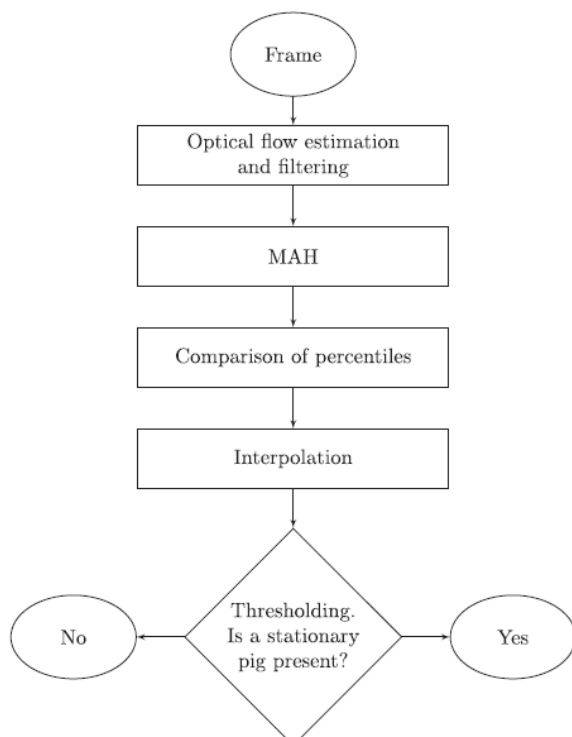 Frame
Optical flow estimation
and filtering
MAH
Comparison of percentiles
Interpolation
Thresholding.
Is a stationary
pig present?
No
Yes